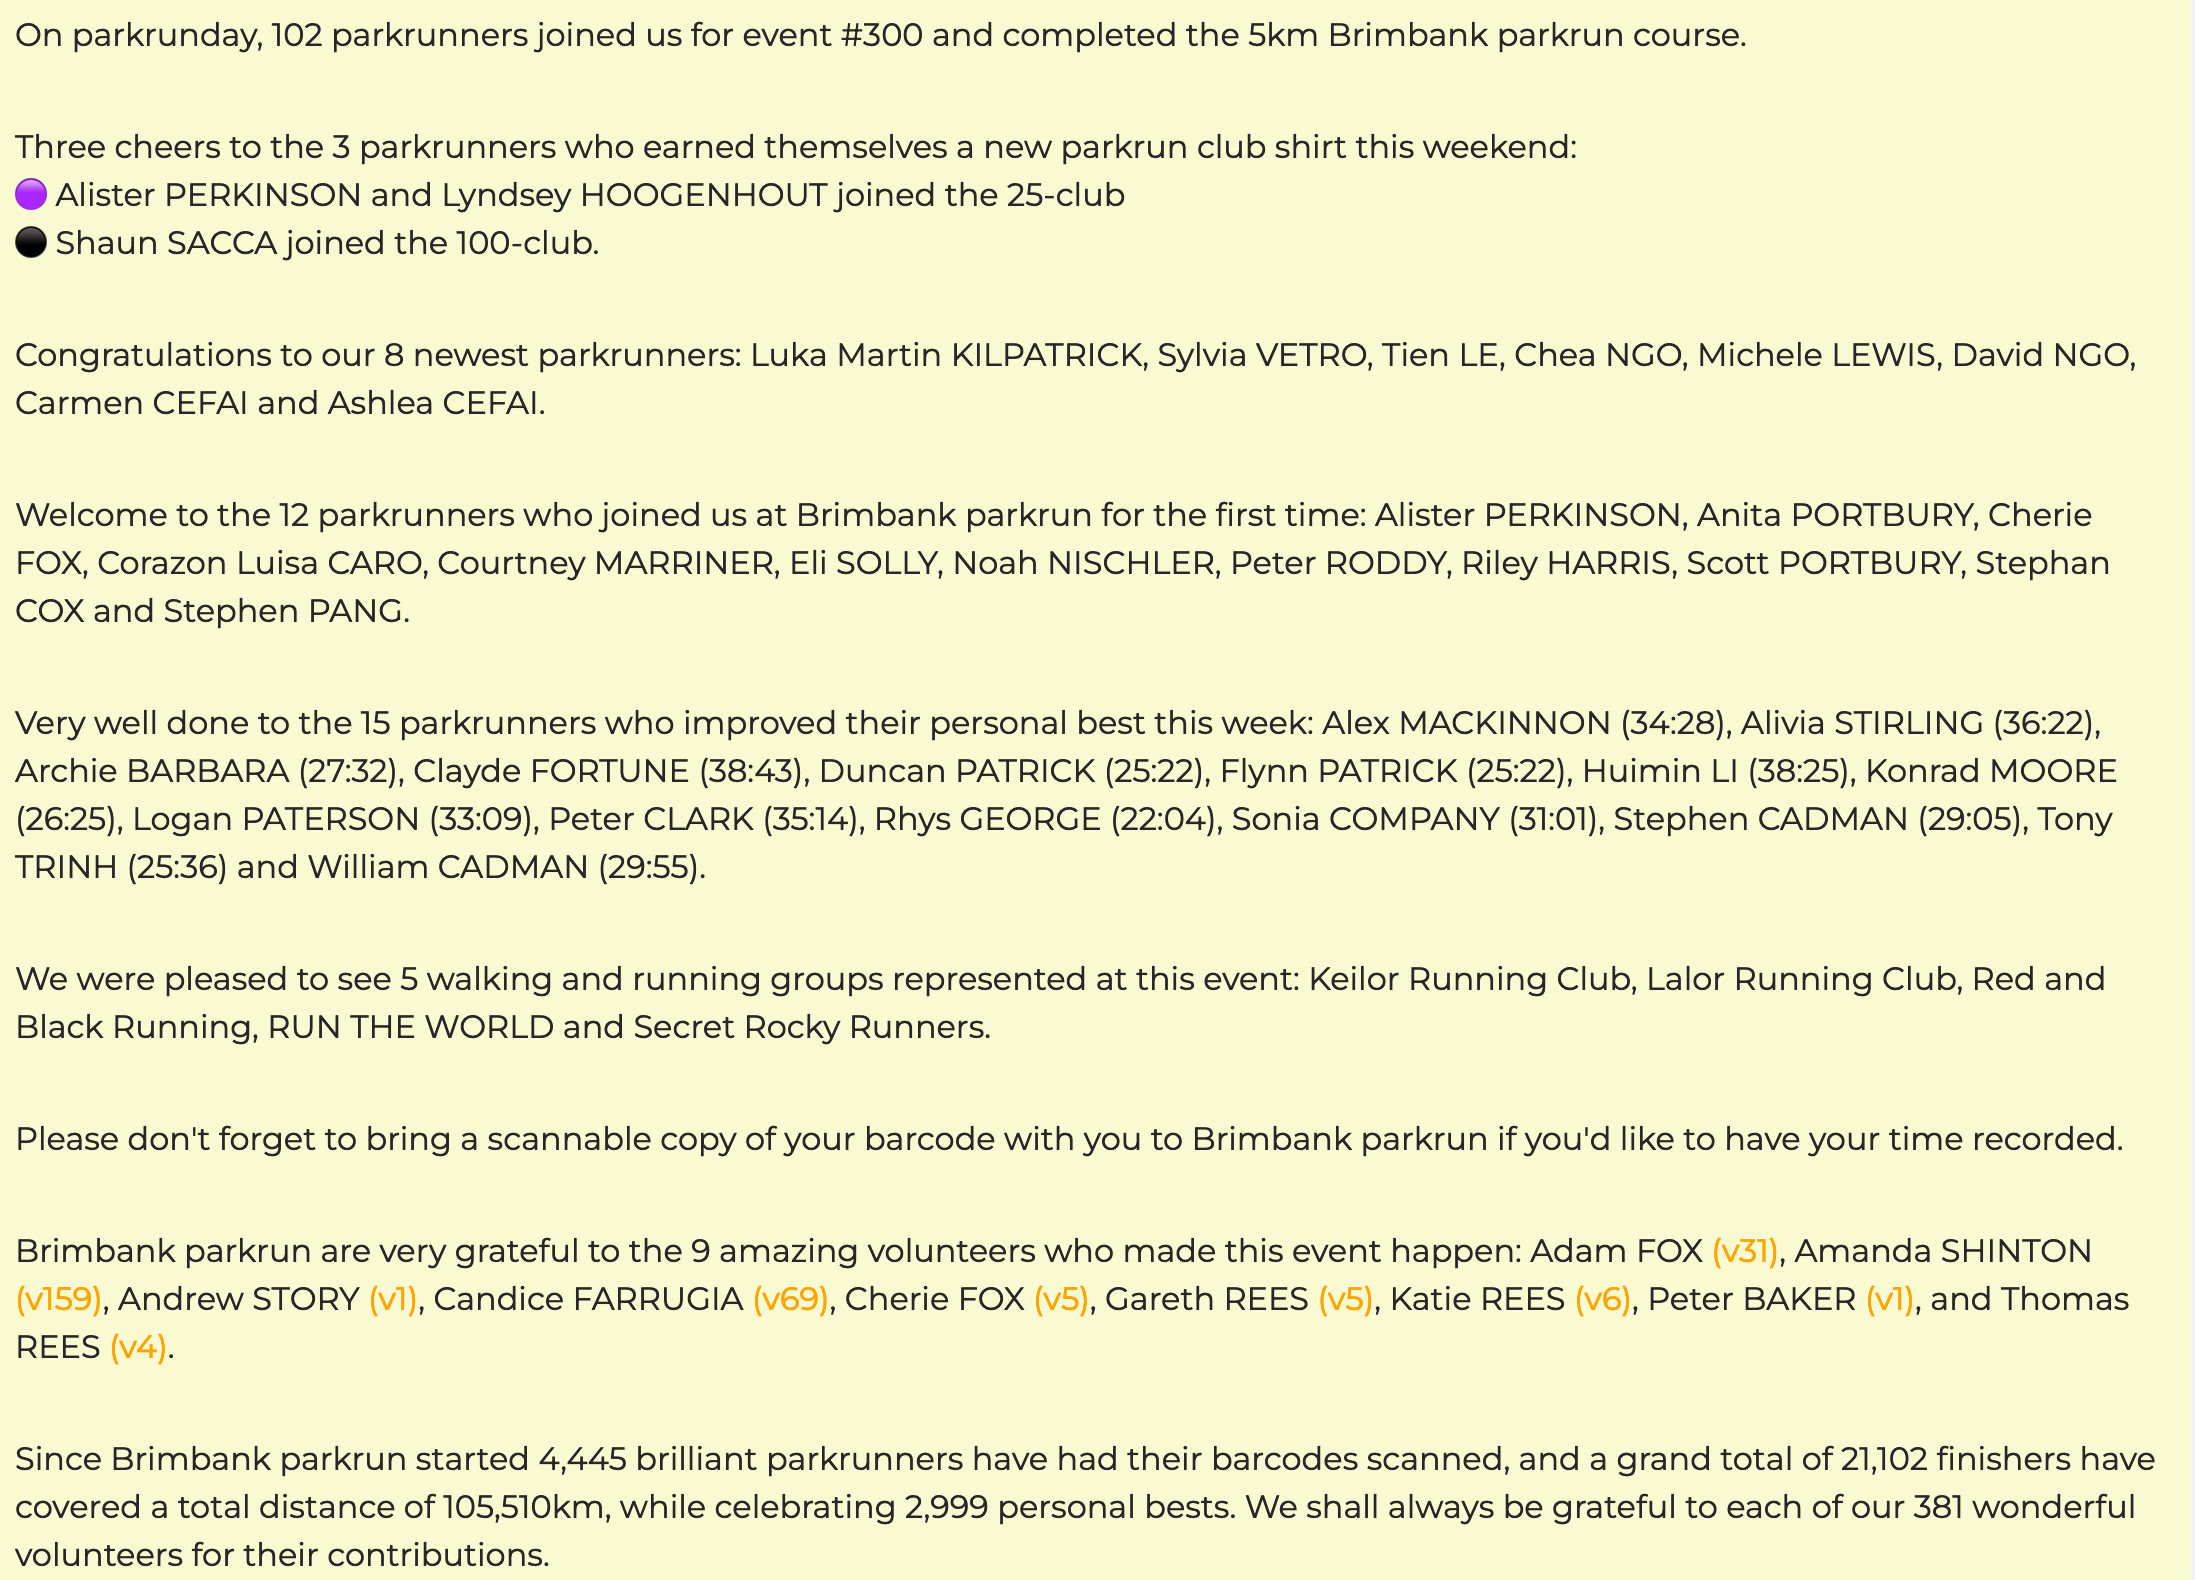 On parkrunday, 102 parkrunners joined us for event #300 and completed the 5km Brimbank parkrun course.
Three cheers to the 3 parkrunners who earned themselves a new parkrun club shirt this weekend:
🟣 Alister PERKINSON and Lyndsey HOOGENHOUT joined the 25-club
⚫ Shaun SACCA joined the 100-club.
Congratulations to our 8 newest parkrunners: Luka Martin KILPATRICK, Sylvia VETRO, Tien LE, Chea NGO, Michele LEWIS, David NGO,
Carmen CEFAI and Ashlea CEFAI.
Welcome to the 12 parkrunners who joined us at Brimbank parkrun for the first time: Alister PERKINSON, Anita PORTBURY, Cherie
FOX, Corazon Luisa CARO, Courtney MARRINER, Eli SOLLY, Noah NISCHLER, Peter RODDY, Riley HARRIS, Scott PORTBURY, Stephan
COX and Stephen PANG.
Very well done to the 15 parkrunners who improved their personal best this week: Alex MACKINNON (34:28), Alivia STIRLING (36:22),
Archie BARBARA (27:32), Clayde FORTUNE (38:43), Duncan PATRICK (25:22), Flynn PATRICK (25:22), Huimin LI (38:25), Konrad MOORE
(26:25), Logan PATERSON (33:09), Peter CLARK (35:14), Rhys GEORGE (22:04), Sonia COMPANY (31:01), Stephen CADMAN (29:05), Tony
TRINH (25:36) and William CADMAN (29:55).
We were pleased to see 5 walking and running groups represented at this event: Keilor Running Club, Lalor Running Club, Red and
Black Running, RUN THE WORLD and Secret Rocky Runners.
Please don't forget to bring a scannable copy of your barcode with you to Brimbank parkrun if you'd like to have your time recorded.
Brimbank parkrun are very grateful to the 9 amazing volunteers who made this event happen: Adam FOX (v31), Amanda SHINTON
(v159), Andrew STORY (v1), Candice FARRUGIA (v69), Cherie FOX (v5), Gareth REES (v5), Katie REES (v6), Peter BAKER (v1), and Thomas
REES (v4).
Since Brimbank parkrun started 4,445 brilliant parkrunners have had their barcodes scanned, and a grand total of 21,102 finishers have
covered a total distance of 105,510km, while celebrating 2,999 personal bests. We shall always be grateful to each of our 381 wonderful
volunteers for their contributions.